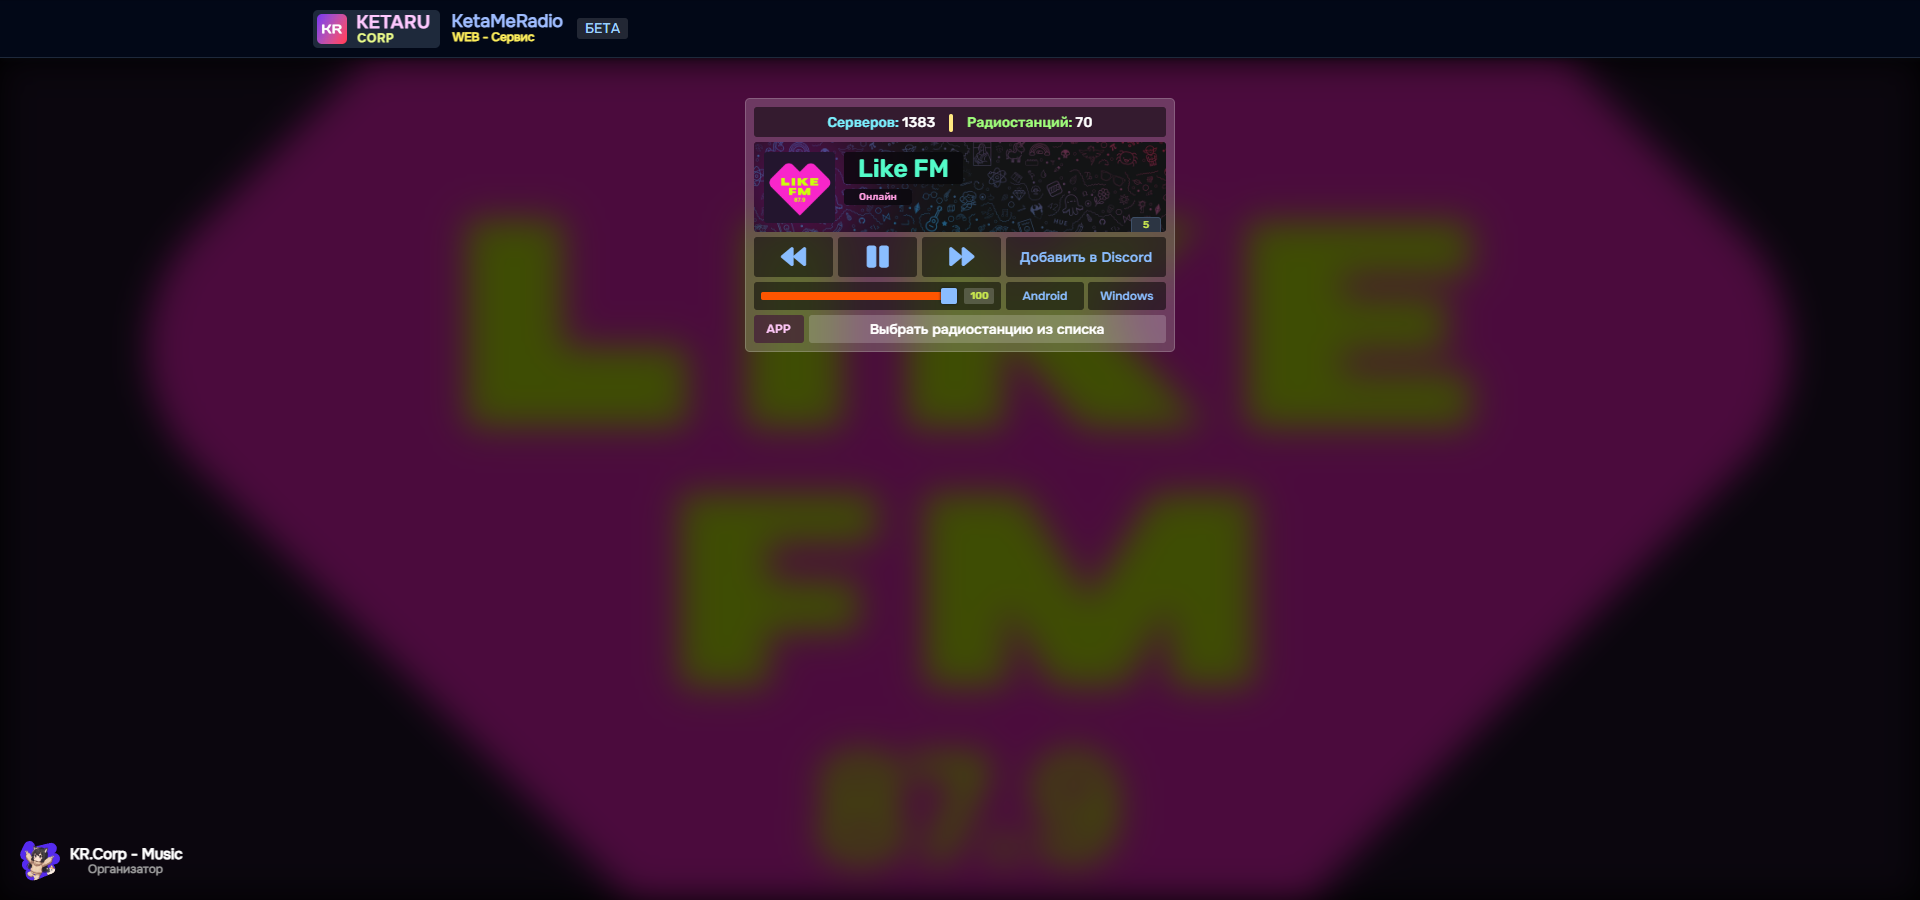 KR
KETARU
CORP
KetaMeRadio
WEB - Сервис
БЕТА
Серверов: 1383
Радиостанций: 70
LIKE
FM
87.9
Like FM
Онлайн
5
Добавить в Discord
100
Android
Windows
APP
Выбрать радиостанцию из списка
LIKE
FM
87.9
KR.Corp - Music
Организатор